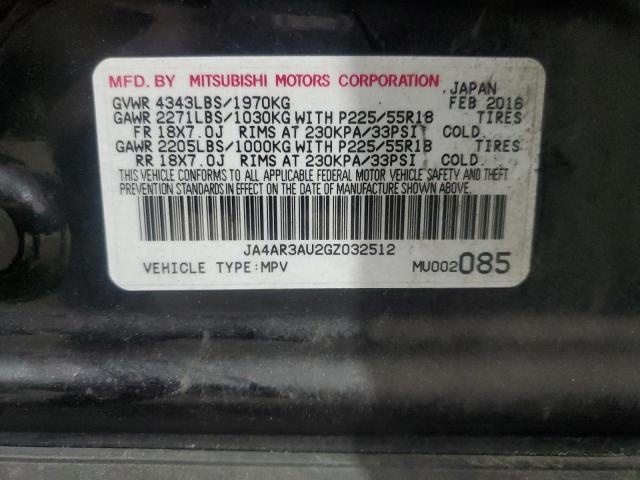 MFD. BY MITSUBISHI MOTORS CORPORATION JAPAN
GVWR 4343LBS/1970KG FEB 2016
GAWR 2271LBS/1030KG WITH P225/55R18 TIRES
FR 18X7.0J RIMS AT 230KPA/33PSI COLD.
GAWR 2205LBS/1000KG WITH P225/55R18 TIRES
RR 18X7.0J RIMS AT 230KPA/33PSI COLD.
THIS VEHICLE CONFORMS TO ALL APPLICABLE FEDERAL MOTOR VEHICLE SAFETY AND THEFT
PREVENTION STANDARDS IN EFFECT ON THE DATE OF MANUFACTURE SHOWN ABOVE.
JA4AR3AU2GZ032512
VEHICLE TYPE:MPV MU002085